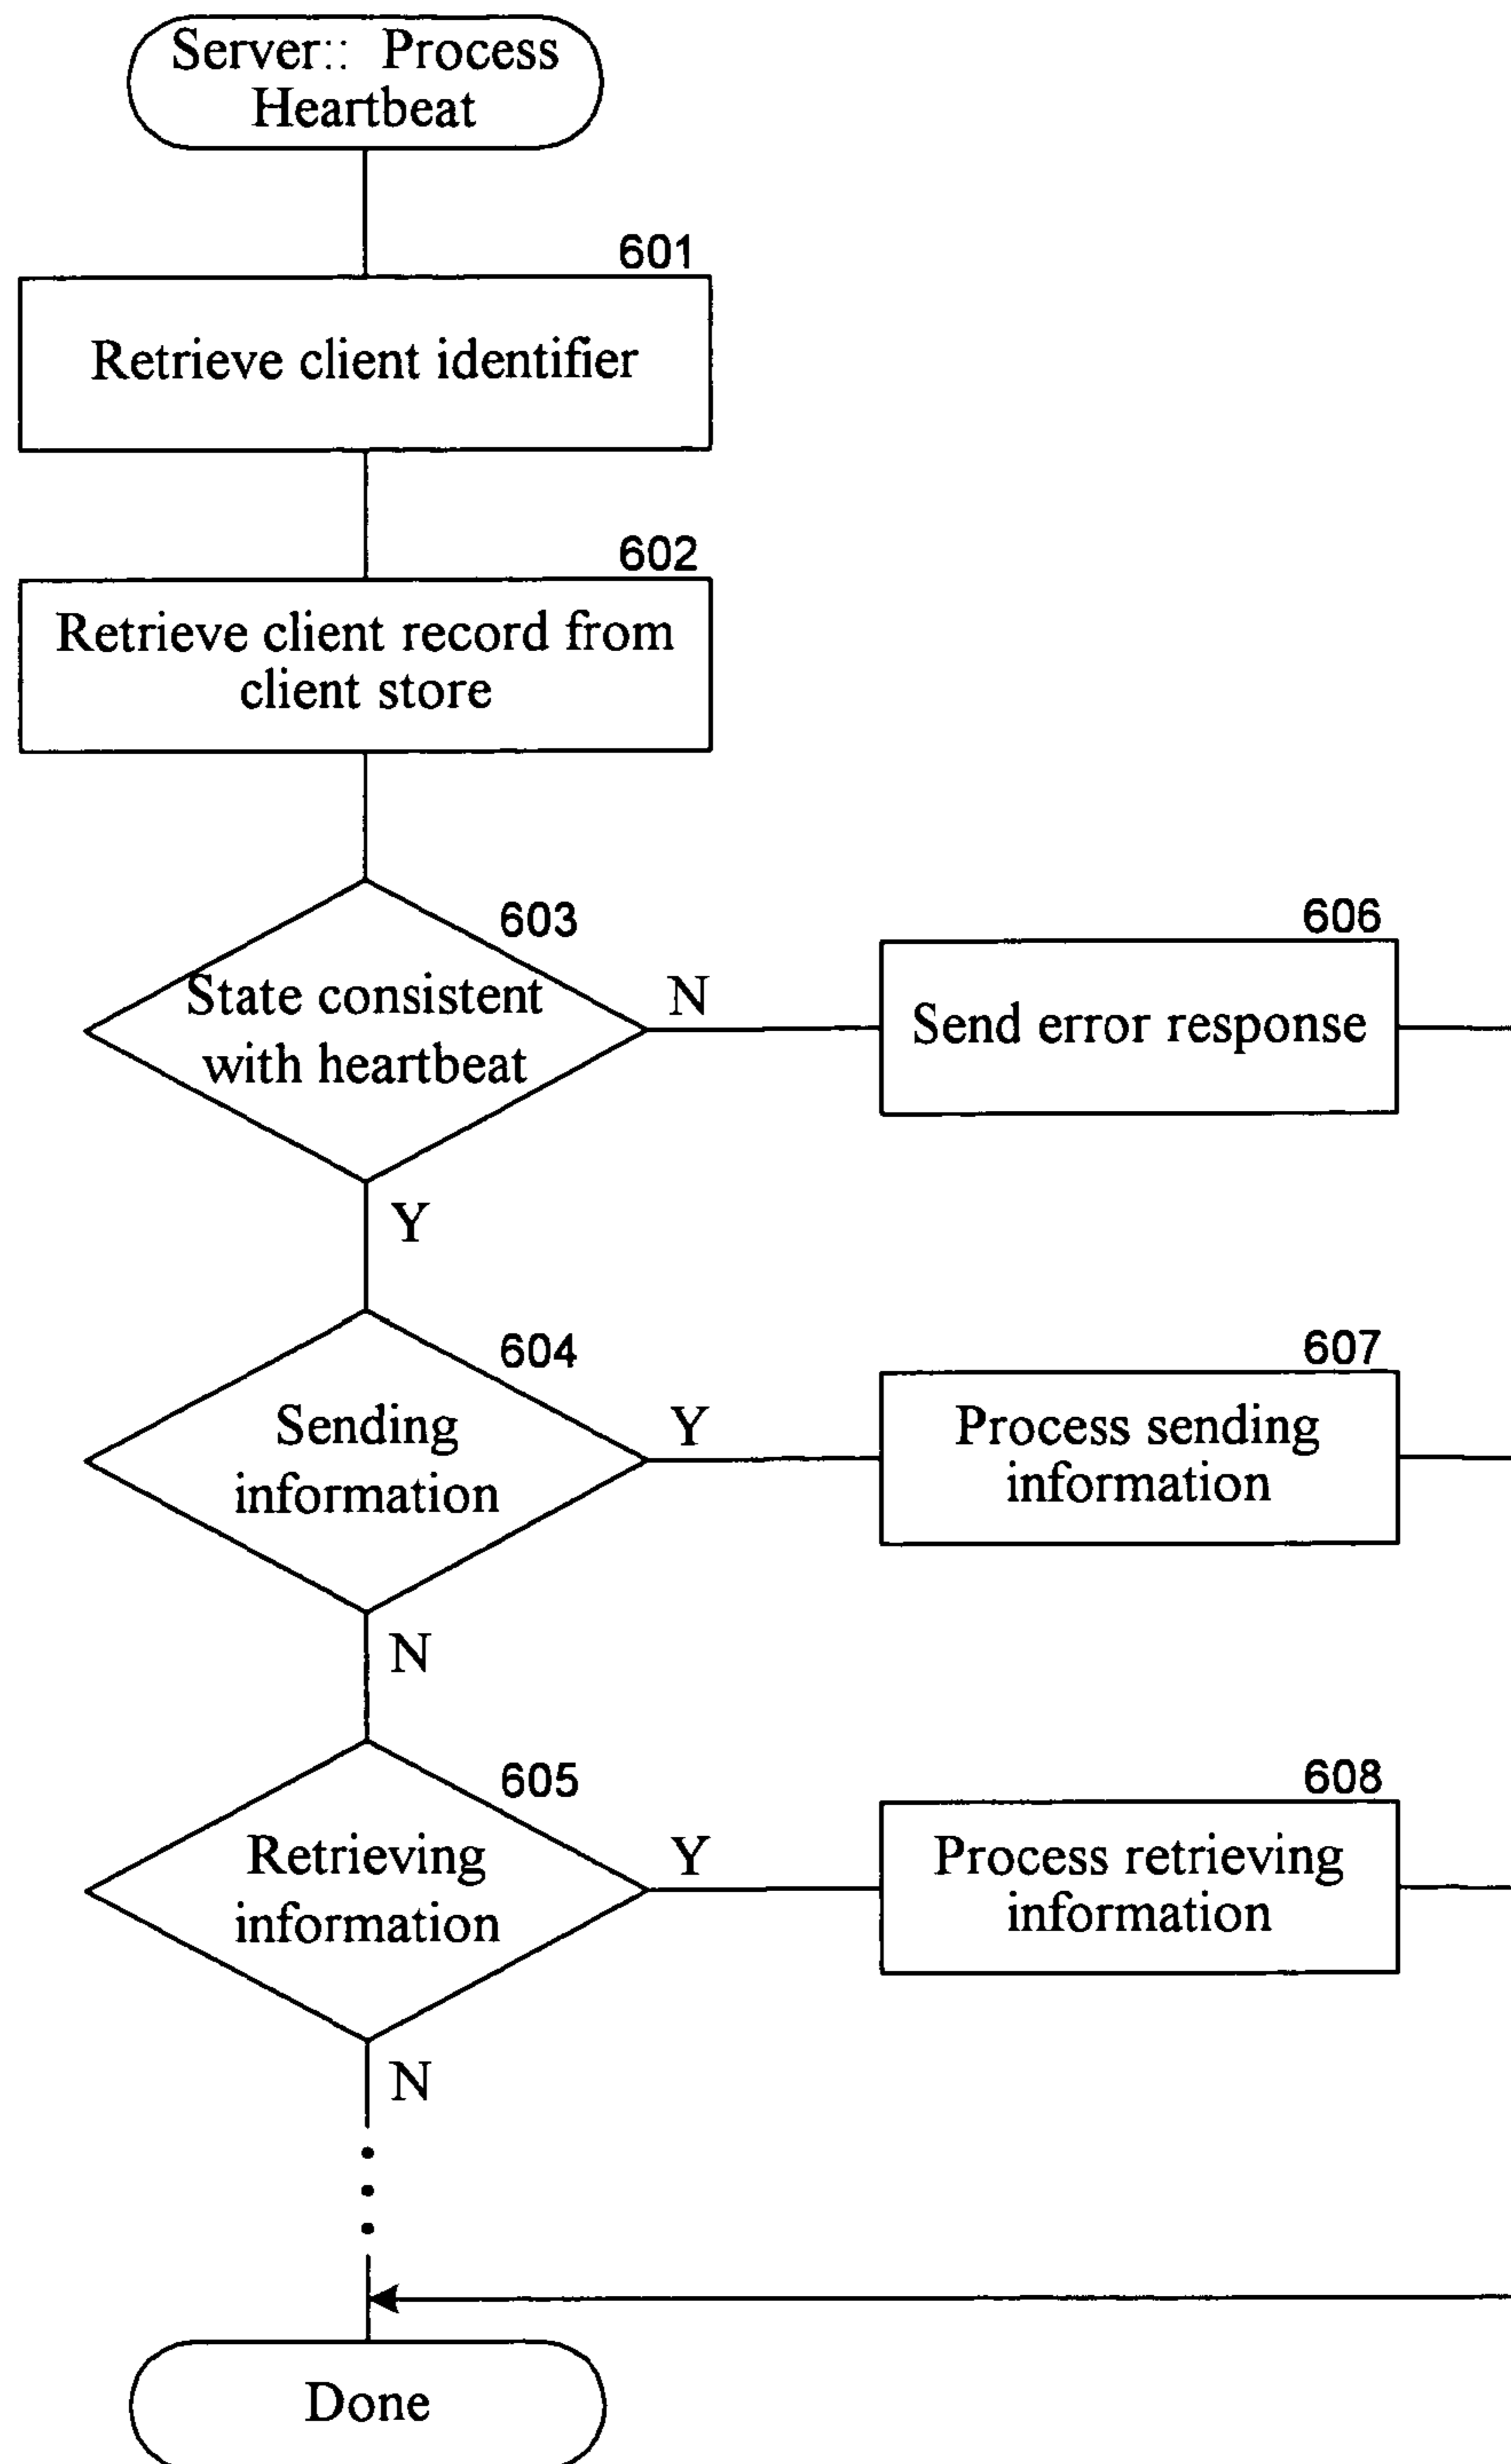 Server:: Process
Heartbeat
601
Retrieve client identifier
602
Retrieve client record from
client store
603
State consistent
with heartbeat
N
606
Send error response
Y
604
Sending
information
Y
607
Process sending
information
N
605
Retrieving
information
Y
608
Process retrieving
information
N
Done